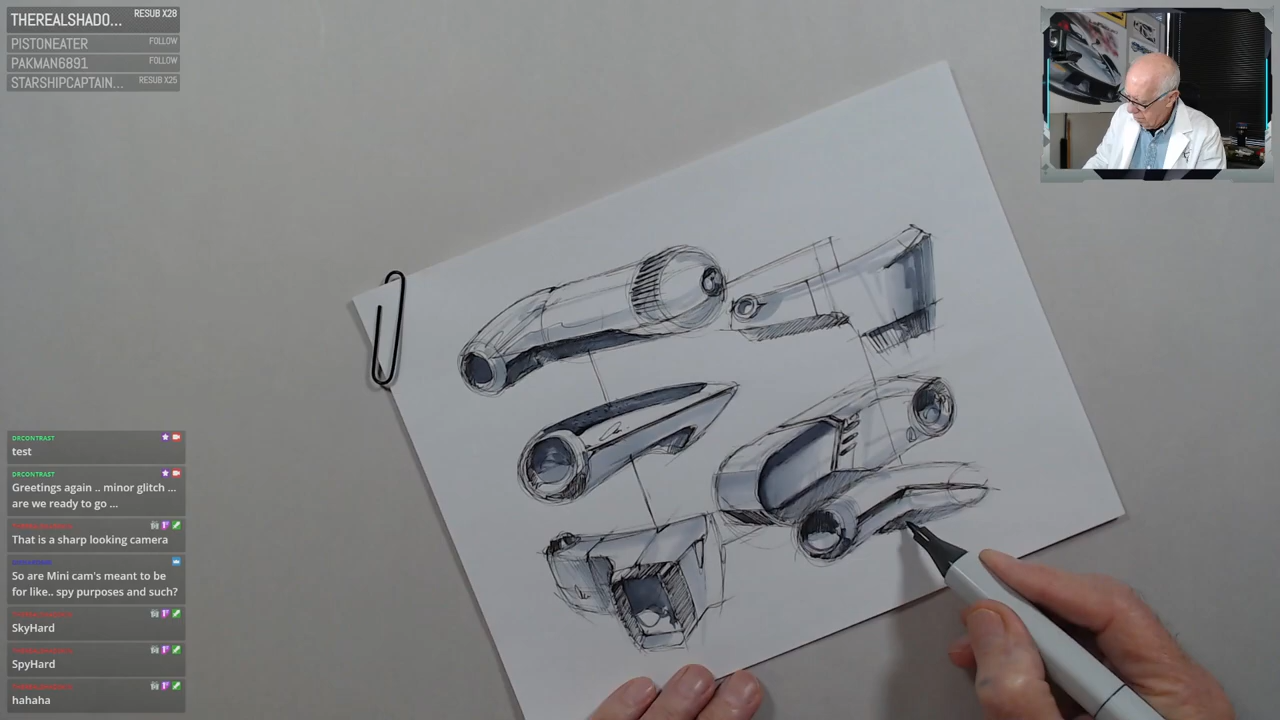 THEREALSHADO... RESUB X28
PISTONEATER FOLLOW
PAKMAN6891 FOLLOW
STARSHIPCAPTAIN... RESUB X25
DRCONTRAST
test
DRCONTRAST
Greetings again .. minor glitch ...
are we ready to go ...
That is a sharp looking camera
So are Mini cam's meant to be
for like.. spy purposes and such?
SkyHard
SpyHard
hahaha